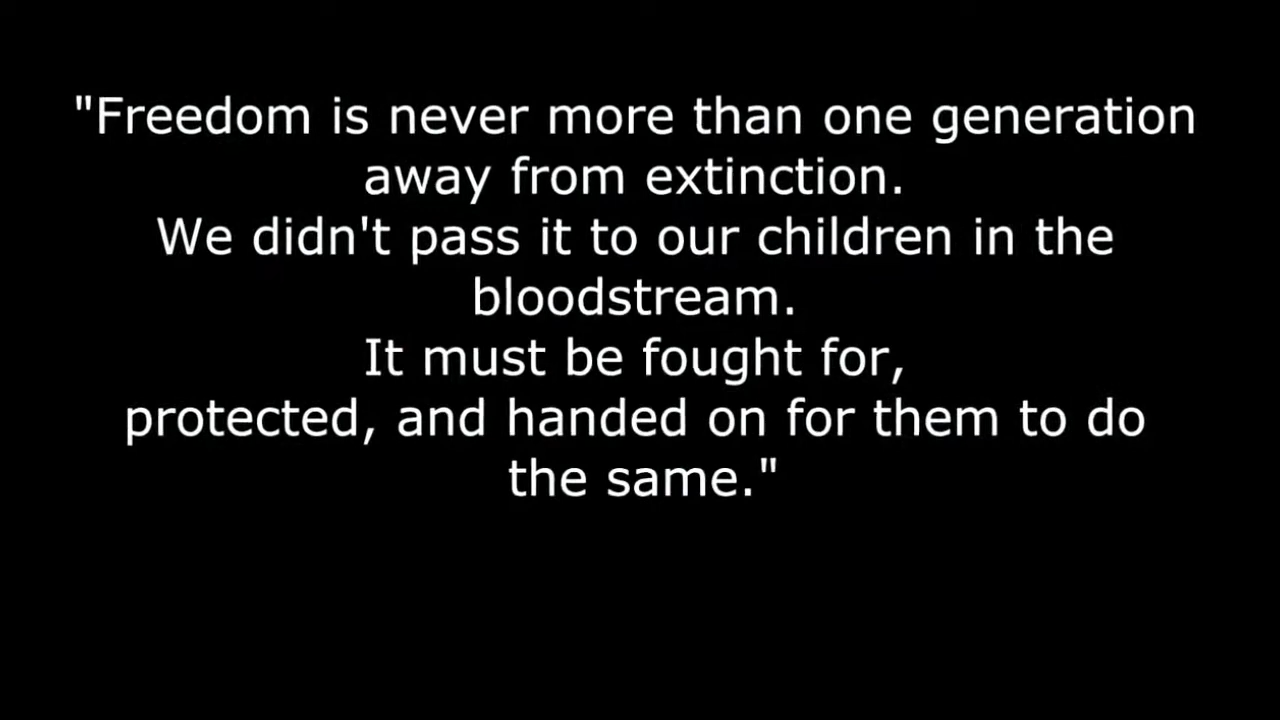 "Freedom is never more than one generation
away from extinction.
We didn't pass it to our children in the
bloodstream.
It must be fought for,
protected, and handed on for them to do
the same."